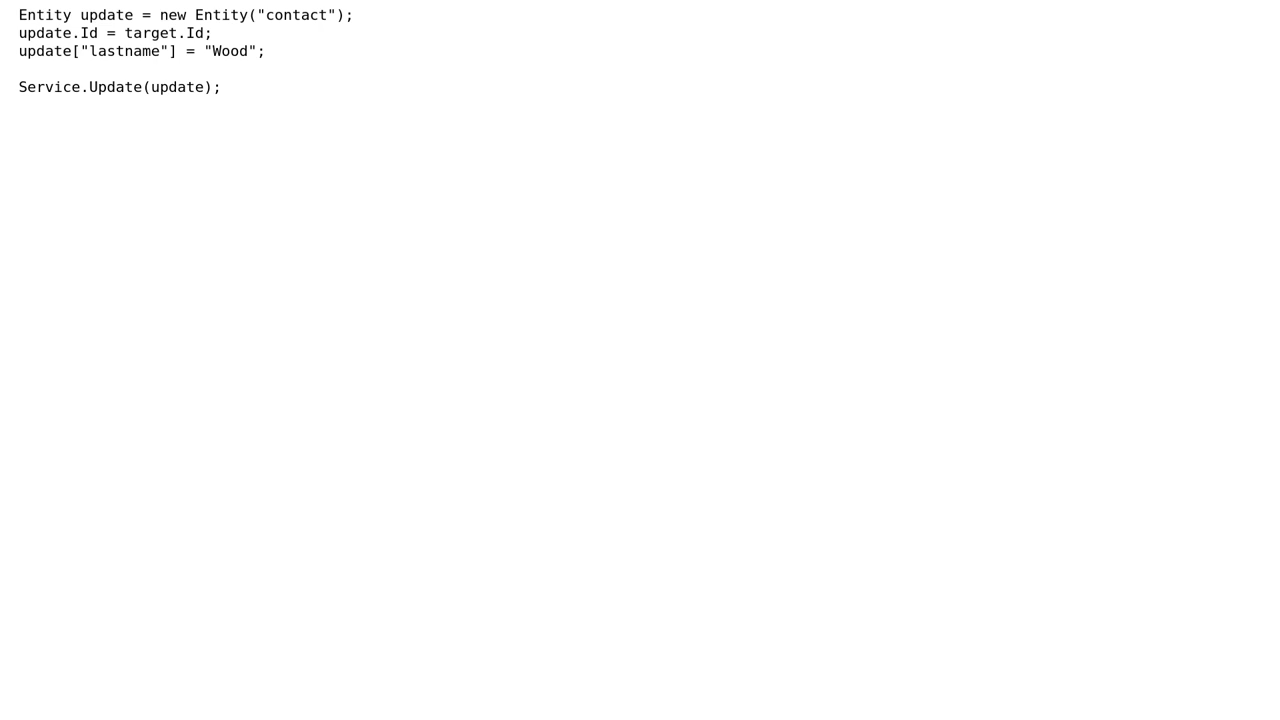 Entity update = new Entity("contact");
update.Id = target.Id;
update["lastname"] = "Wood";
Service.Update(update);